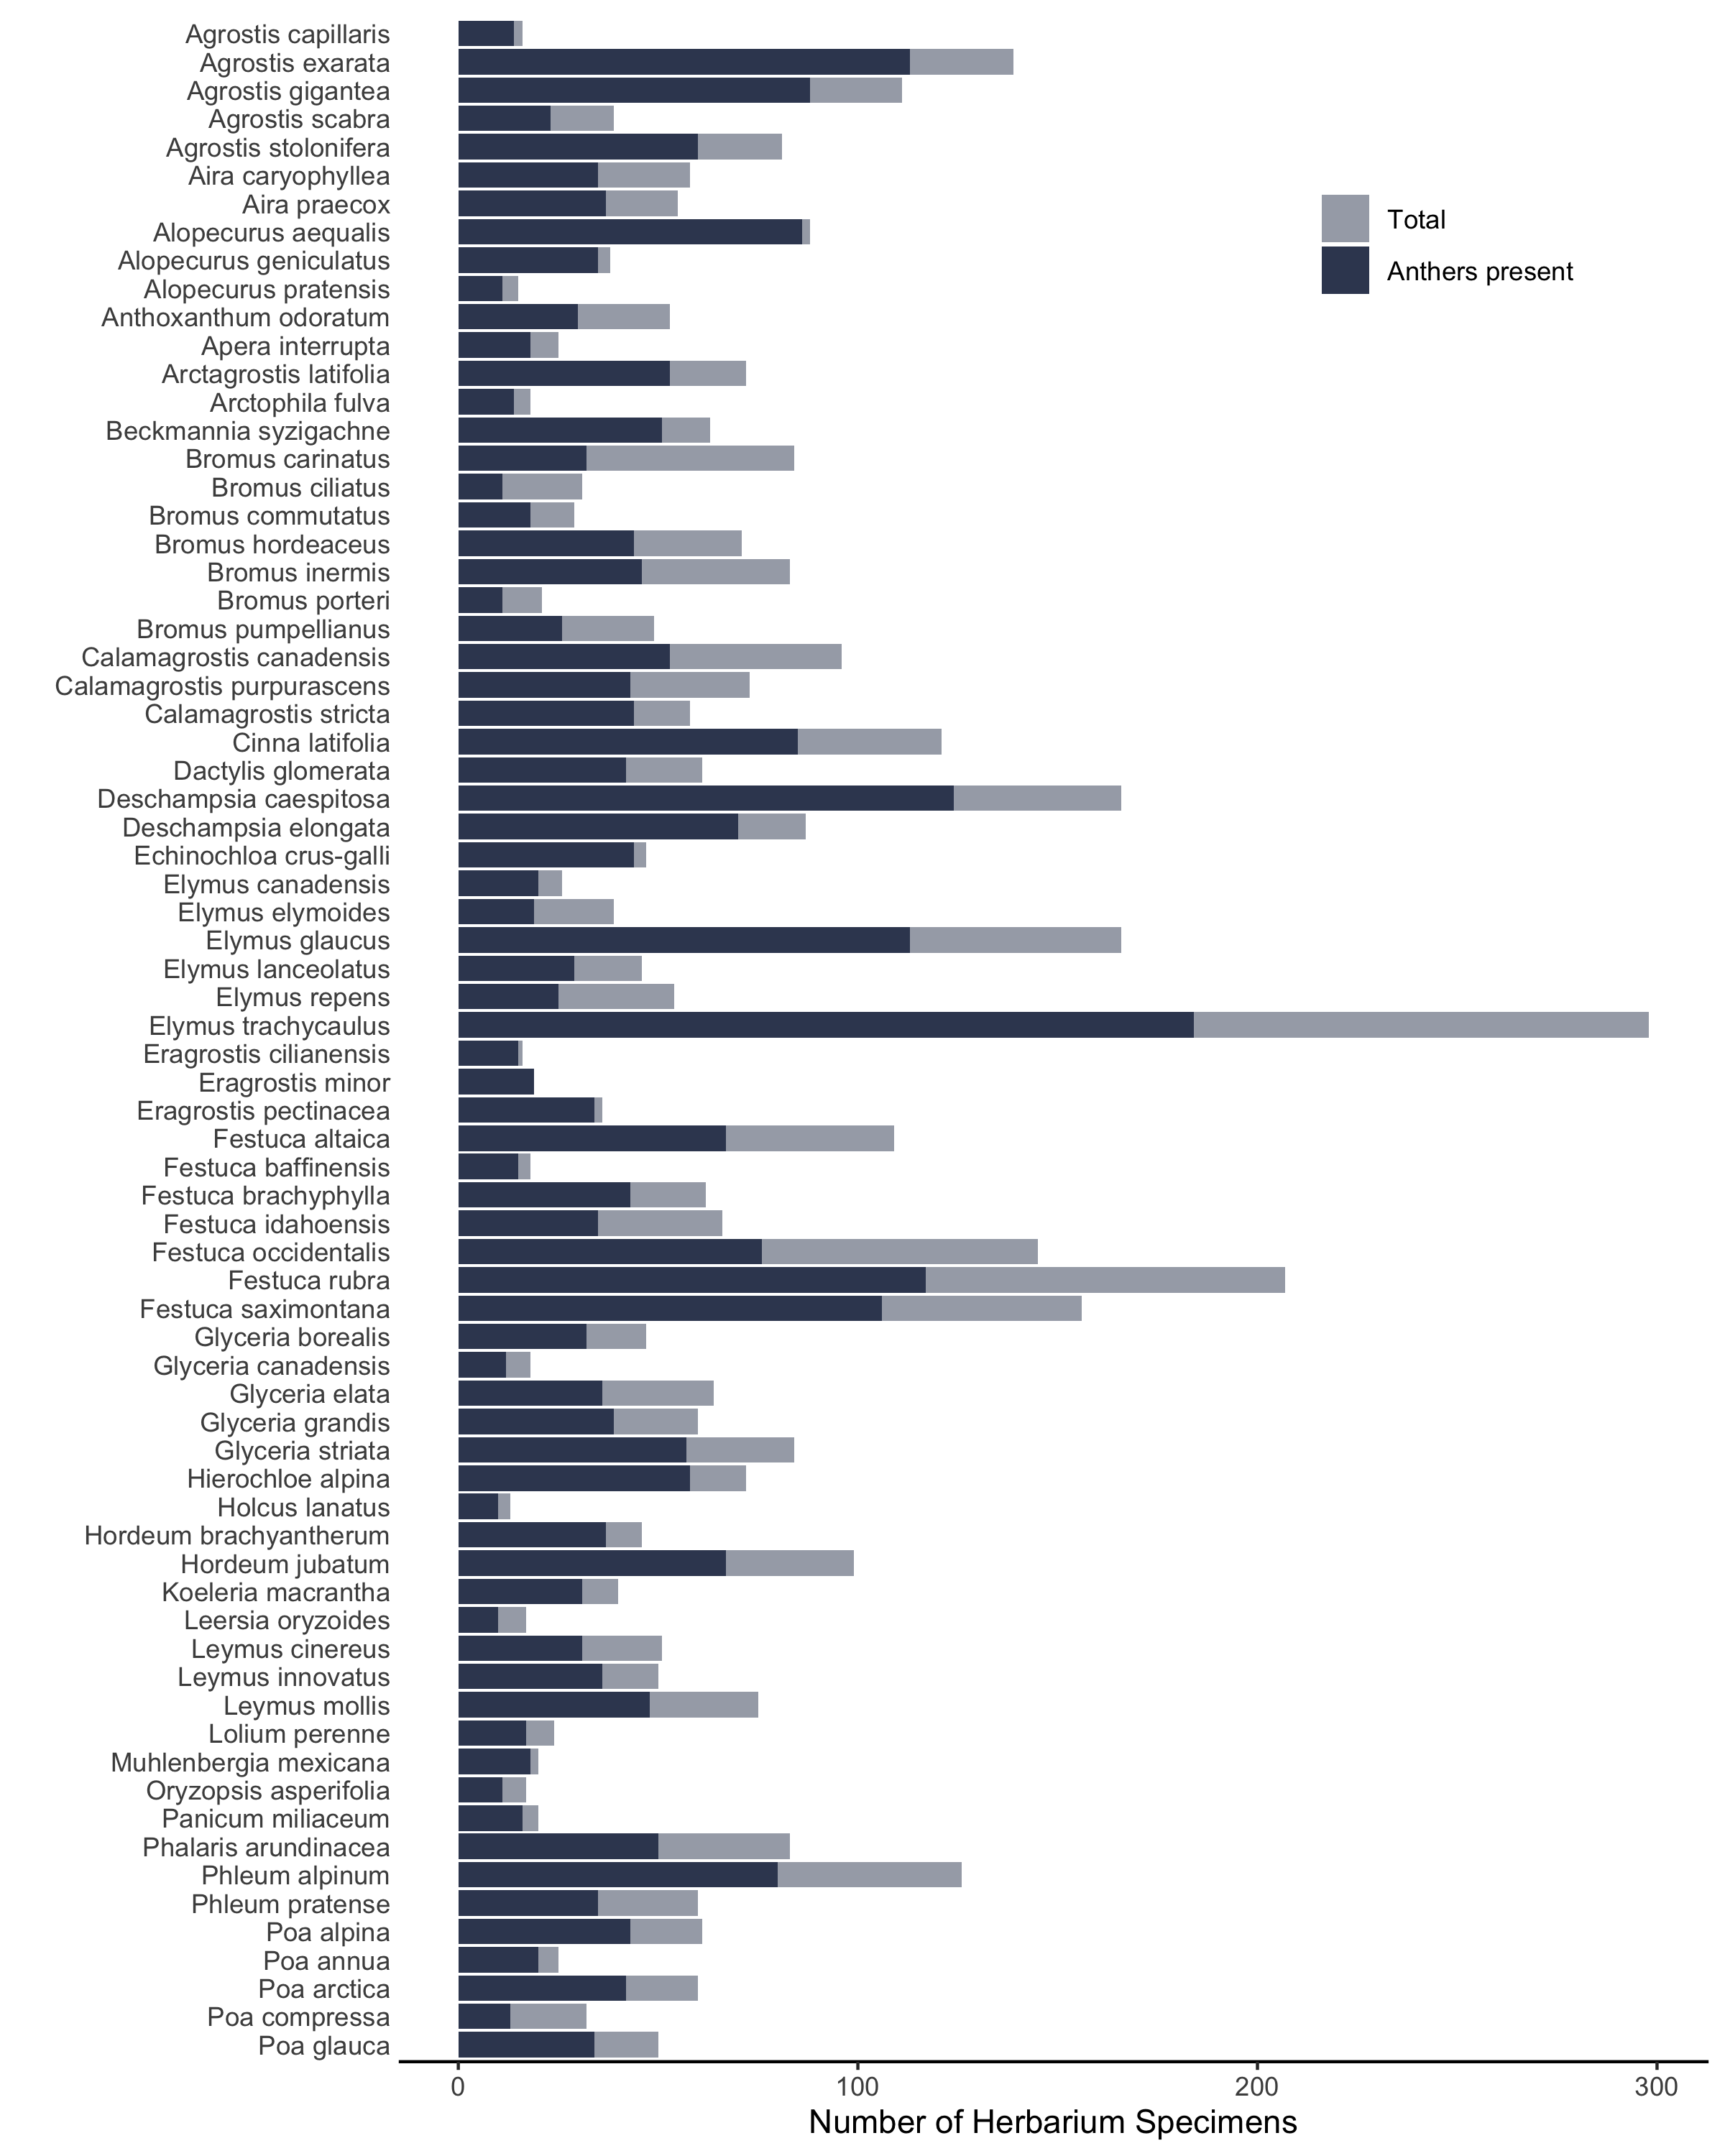 Agrostis capillaris
Agrostis exarata
Agrostis gigantea
Agrostis scabra
Agrostis stolonifera
Aira caryophyllea
Aira praecox
Alopecurus aequalis
Alopecurus geniculatus
Alopecurus pratensis
Anthoxanthum odoratum
Apera interrupta
Arctagrostis latifolia
Arctophila fulva
Beckmannia syzigachne
Bromus carinatus
Bromus ciliatus
Bromus commutatus
Bromus hordeaceus
Bromus inermis
Bromus porteri
Bromus pumpellianus
Calamagrostis canadensis
Calamagrostis purpurascens
Calamagrostis stricta
Cinna latifolia
Dactylis glomerata
Deschampsia caespitosa
Deschampsia elongata
Echinochloa crus-galli
Elymus canadensis
Elymus elymoides
Elymus glaucus
Elymus lanceolatus
Elymus repens
Elymus trachycaulus
Eragrostis cilianensis
Eragrostis minor
Eragrostis pectinacea
Festuca altaica
Festuca baffinensis
Festuca brachyphylla
Festuca idahoensis
Festuca occidentalis
Festuca rubra
Festuca saximontana
Glyceria borealis
Glyceria canadensis
Glyceria elata
Glyceria grandis
Glyceria striata
Hierochloe alpina
Holcus lanatus
Hordeum brachyantherum
Hordeum jubatum
Koeleria macrantha
Leersia oryzoides
Leymus cinereus
Leymus innovatus
Leymus mollis
Lolium perenne
Muhlenbergia mexicana
Oryzopsis asperifolia
Panicum miliaceum
Phalaris arundinacea
Phleum alpinum
Phleum pratense
Poa alpina
Poa annua
Poa arctica
Poa compressa
Poa glauca
Total
Anthers present
0 100 200 300
Number of Herbarium Specimens